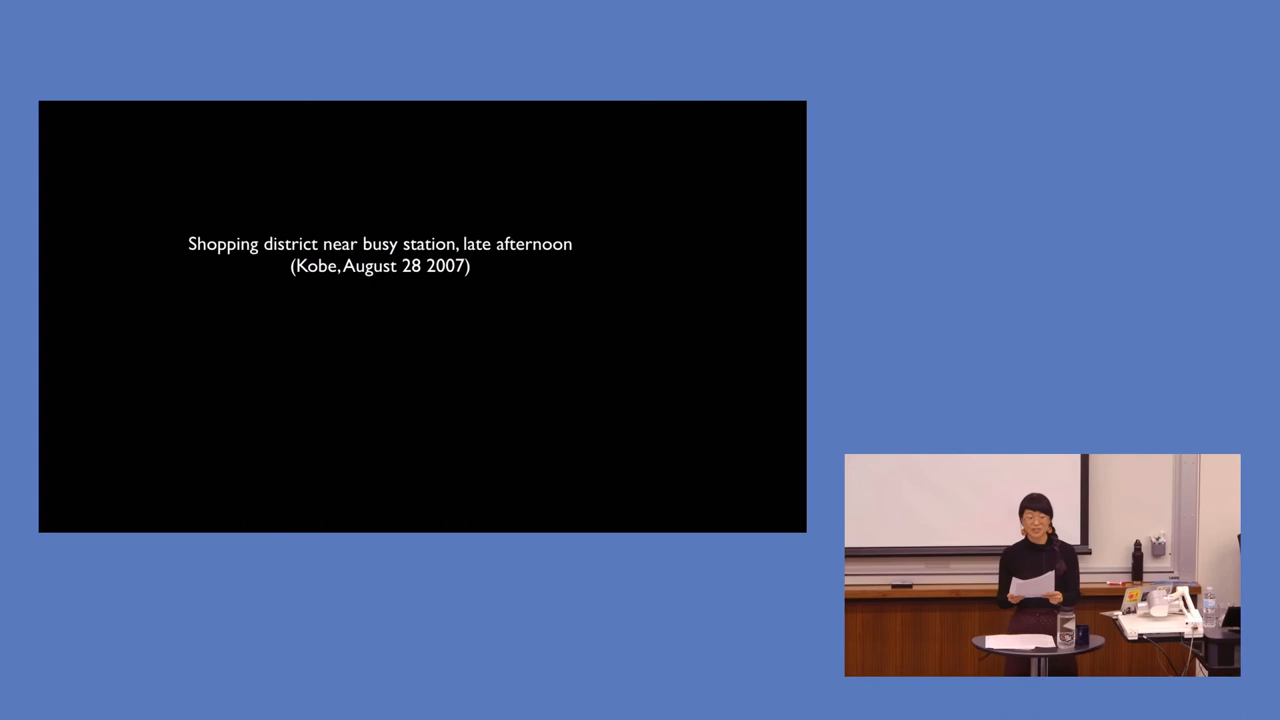 Shopping district near busy station, late afternoon
(Kobe, August 28 2007)